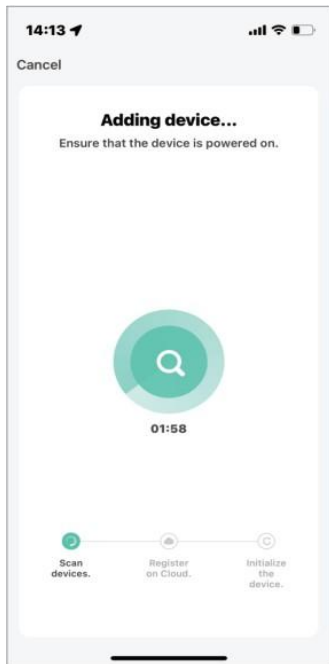 14:13
Cancel
Adding device...
Ensure that the device is powered on.
01:58
Scan
devices.
Register
on Cloud.
Initialize
the
device.